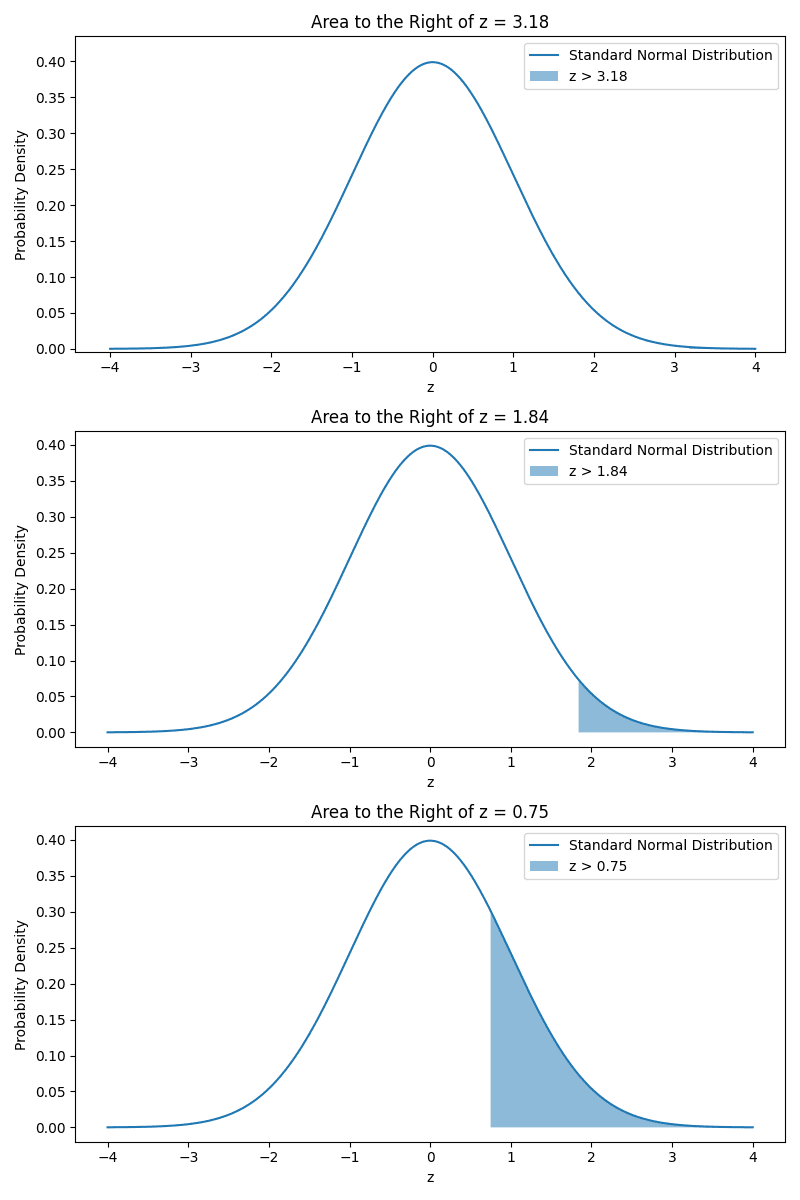 Area to the Right of z = 3.18
Standard Normal Distribution
z > 3.18
Probability Density
0.40
0.35
0.30
0.25
0.20
0.15
0.10
0.05
0.00
−4 −3 −2 −1 0 1 2 3 4
z
Area to the Right of z = 1.84
Standard Normal Distribution
z > 1.84
Probability Density
0.40
0.35
0.30
0.25
0.20
0.15
0.10
0.05
0.00
−4 −3 −2 −1 0 1 2 3 4
z
Area to the Right of z = 0.75
Standard Normal Distribution
z > 0.75
Probability Density
0.40
0.35
0.30
0.25
0.20
0.15
0.10
0.05
0.00
−4 −3 −2 −1 0 1 2 3 4
z